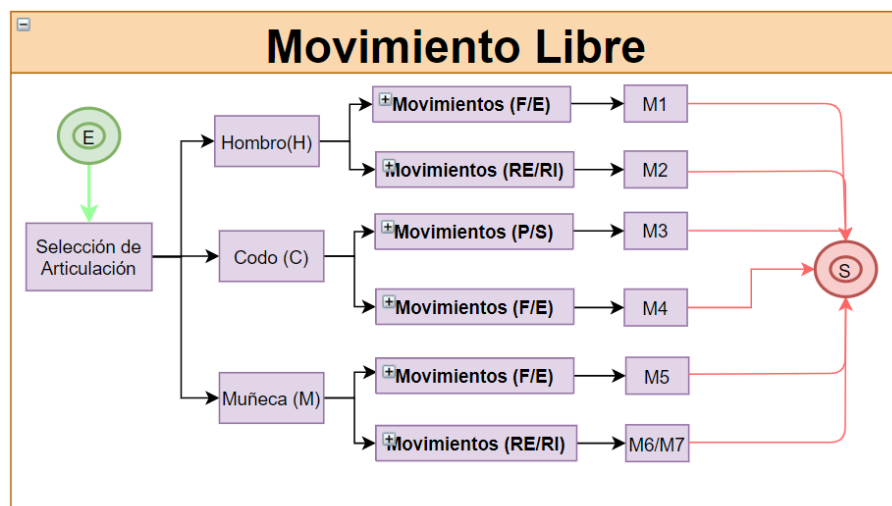 Movimiento Libre
E
Selección de
Articulación
Hombro(H)
Movimientos (F/E)
M1
Movimientos (RE/RI)
M2
Codo (C)
Movimientos (P/S)
M3
Movimientos (F/E)
M4
Muñeca (M)
Movimientos (F/E)
M5
Movimientos (RE/RI)
M6/M7
S